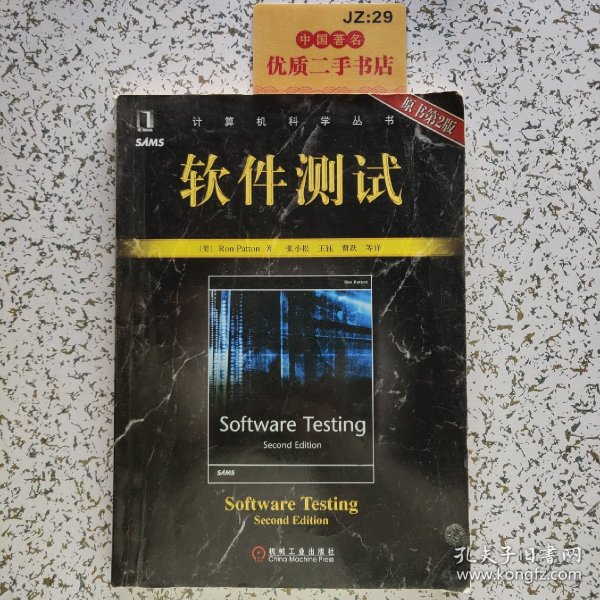 JZ:29
中国著名
优质二手书店
计算机科学丛书
原书第2版
SAMS
软件测试
(美) Ron Patton 著 张小松 王钰 曹跃 等译
Ron Patton
Software Testing
Second Edition
SAMS
Software Testing
Second Edition
机械工业出版社
China Machine Press
孔夫子旧书网
www.kongfz.com